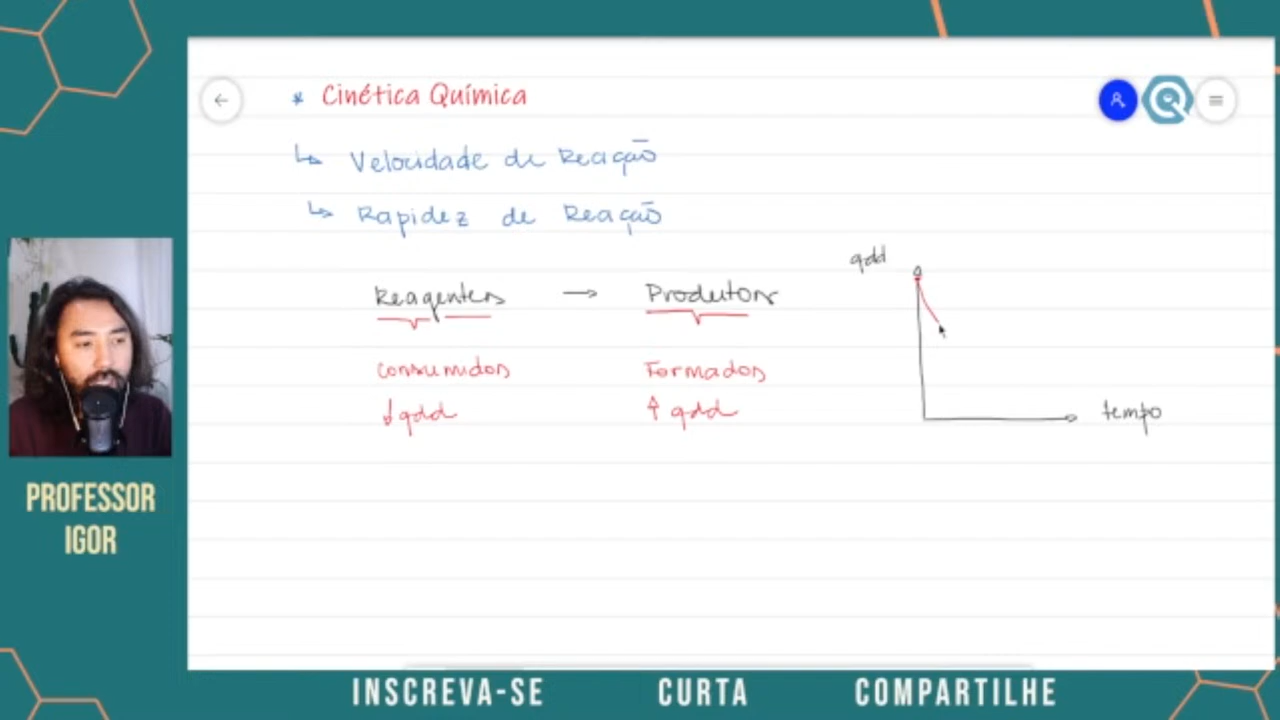 * Cinética Química
↳ Velocidade de Reação
↳ Rapidez de Reação
Reagentes → Produtos
Consumidos Formados
↓ qdd ↑ qdd
qdd
tempo
PROFESSOR
IGOR
INSCREVA-SE CURTA COMPARTILHE